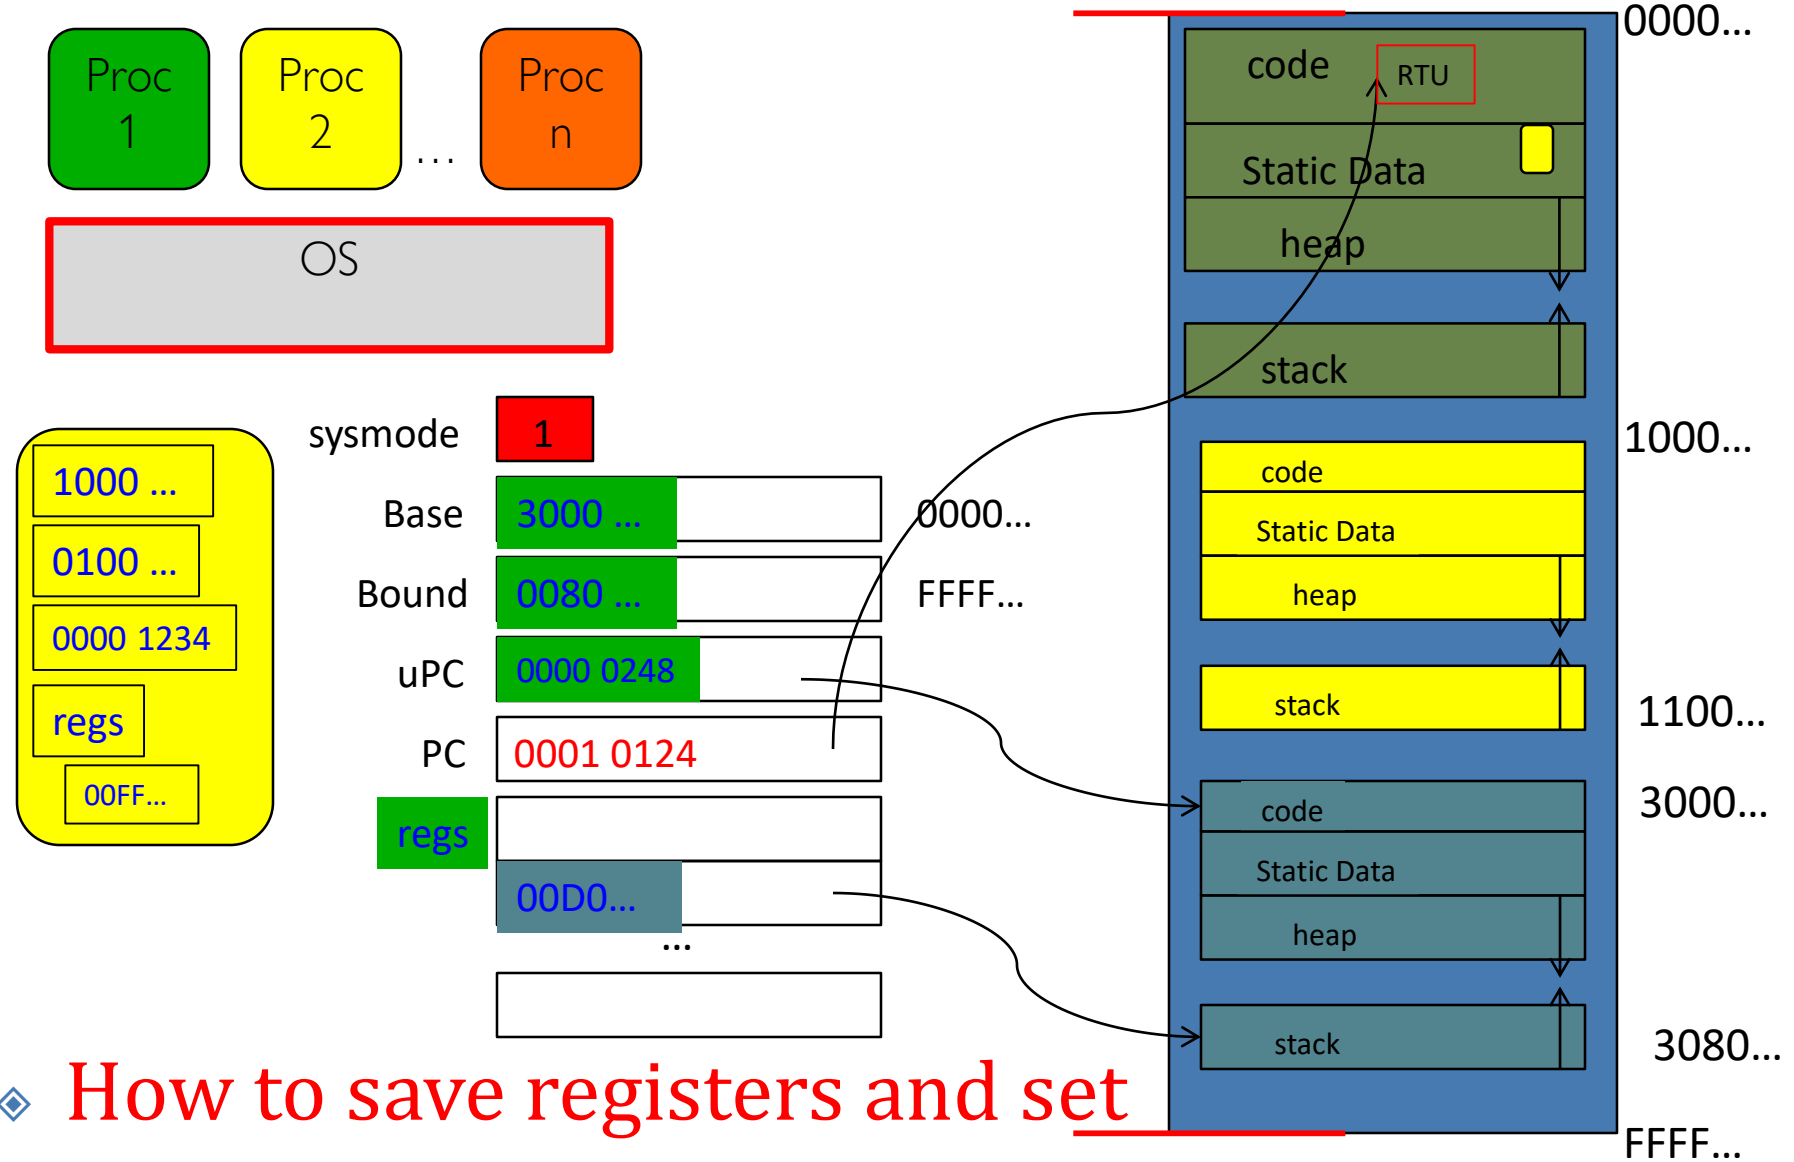 Proc
1
Proc
2
...
Proc
n
OS
1000 ...
0100 ...
0000 1234
regs
00FF...
sysmode 1
Base 3000 ... 0000...
Bound 0080 ... FFFF...
uPC 0000 0248
PC 0001 0124
regs
00D0...
...
0000...
code RTU
Static Data
heap
stack
1000...
code
Static Data
heap
stack
1100...
3000...
code
Static Data
heap
stack
3080...
FFFF...
How to save registers and set